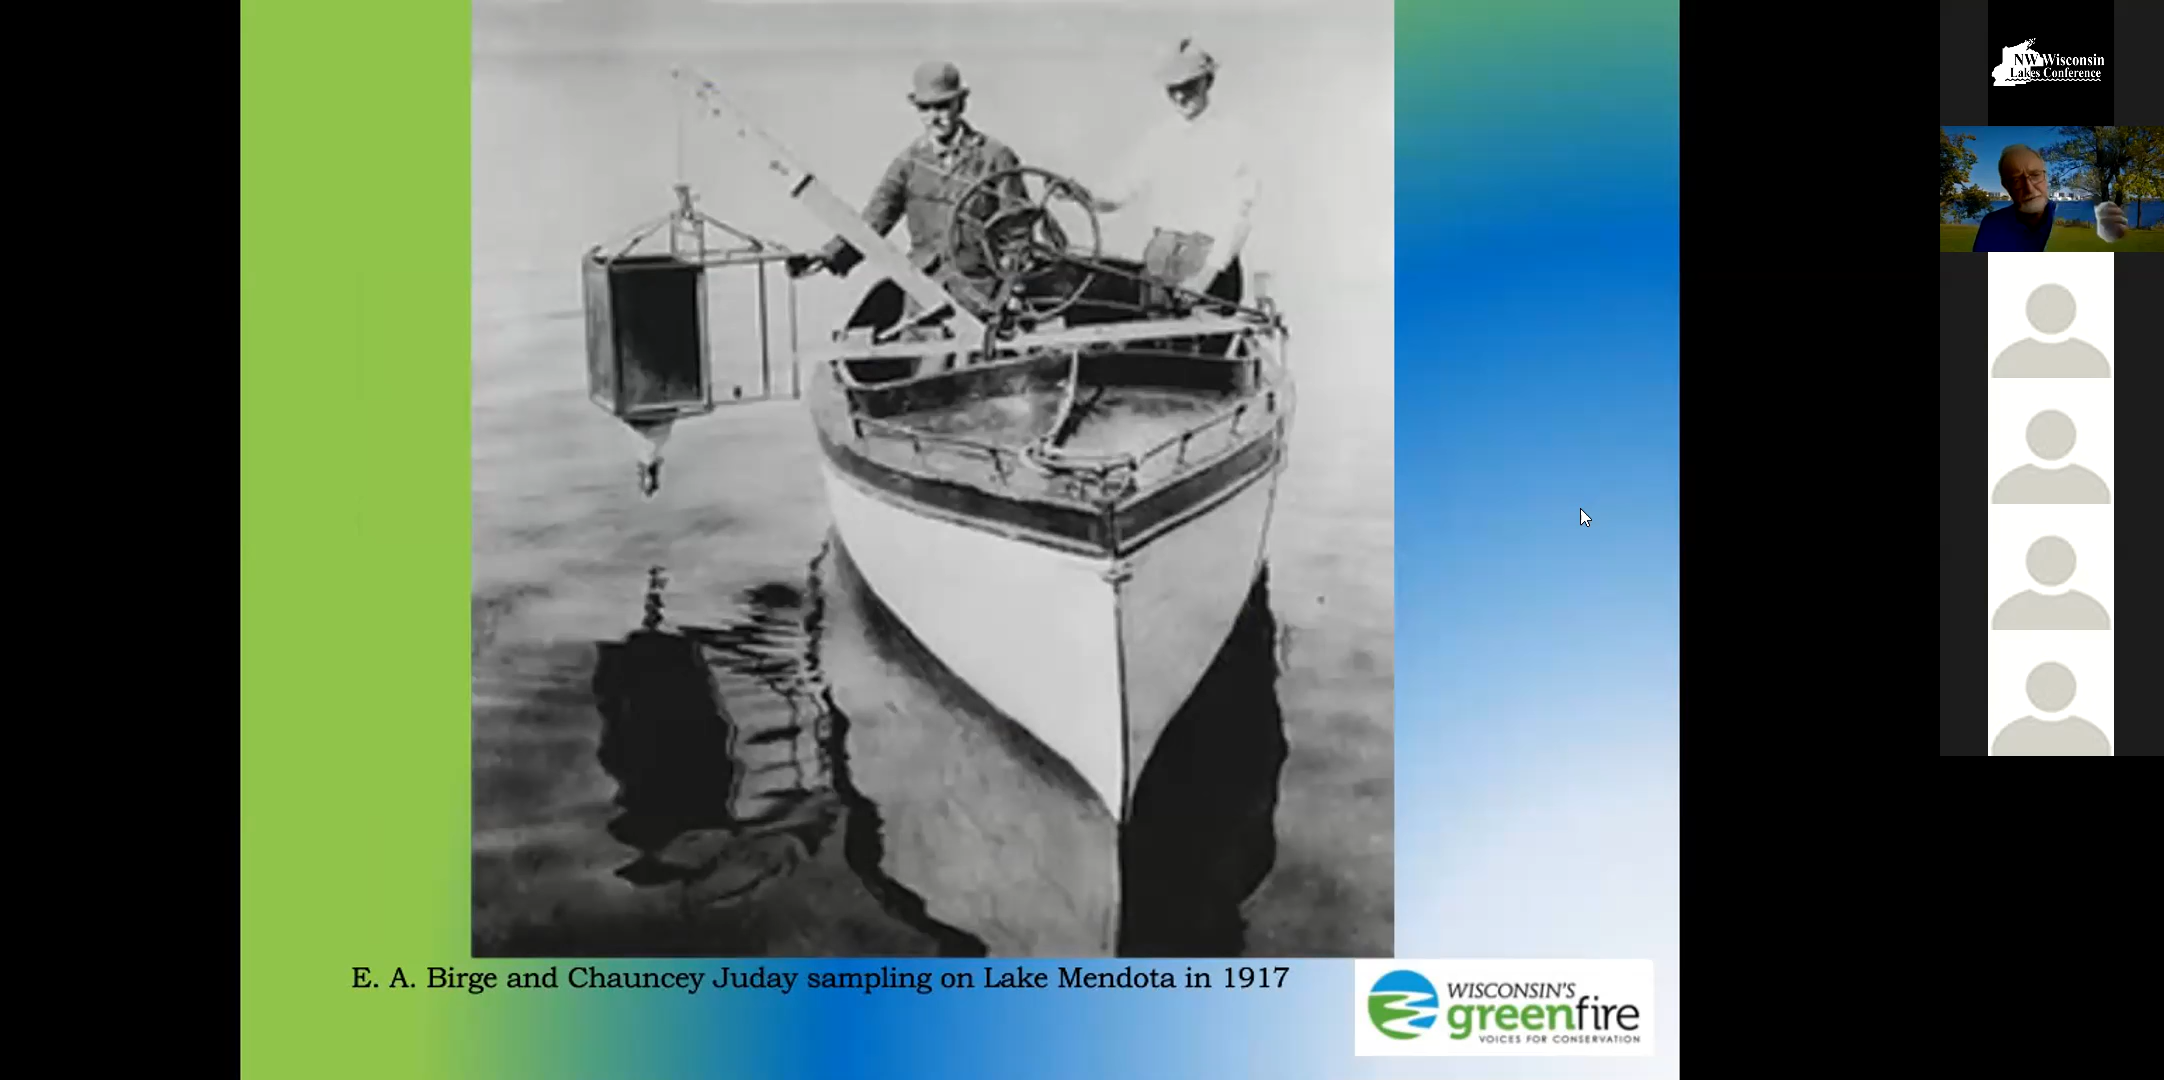 NW Wisconsin
Lakes Conference
E. A. Birge and Chauncey Juday sampling on Lake Mendota in 1917
WISCONSIN'S
greenfire
VOICES FOR CONSERVATION